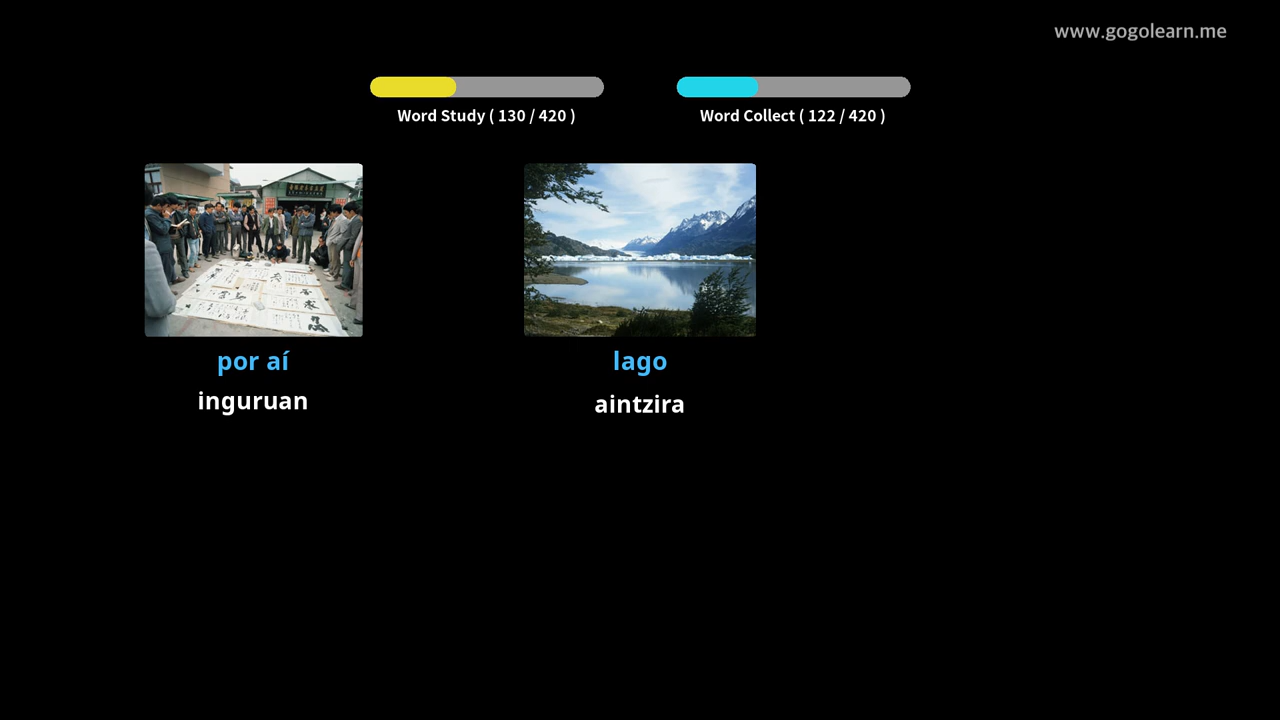 www.gogolearn.me
Word Study ( 130 / 420 )
Word Collect ( 122 / 420 )
por aí
inguruan
lago
aintzira